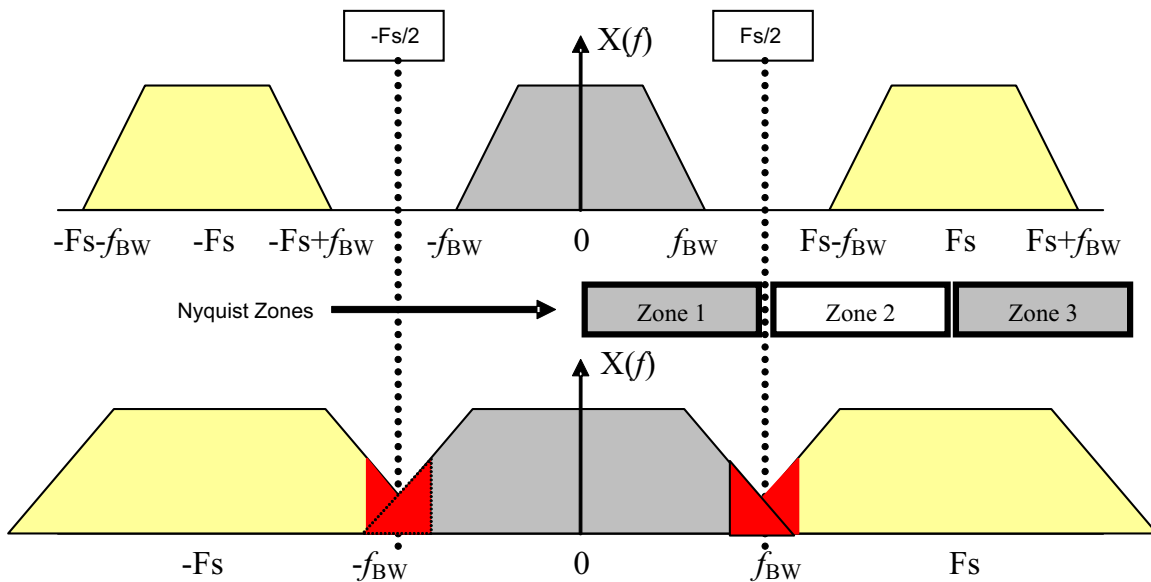 -Fs/2
Fs/2
X(f)
-Fs-fBW -Fs -Fs+fBW -fBW 0 fBW Fs-fBW Fs Fs+fBW
Nyquist Zones
Zone 1 Zone 2 Zone 3
X(f)
-Fs -fBW 0 fBW Fs